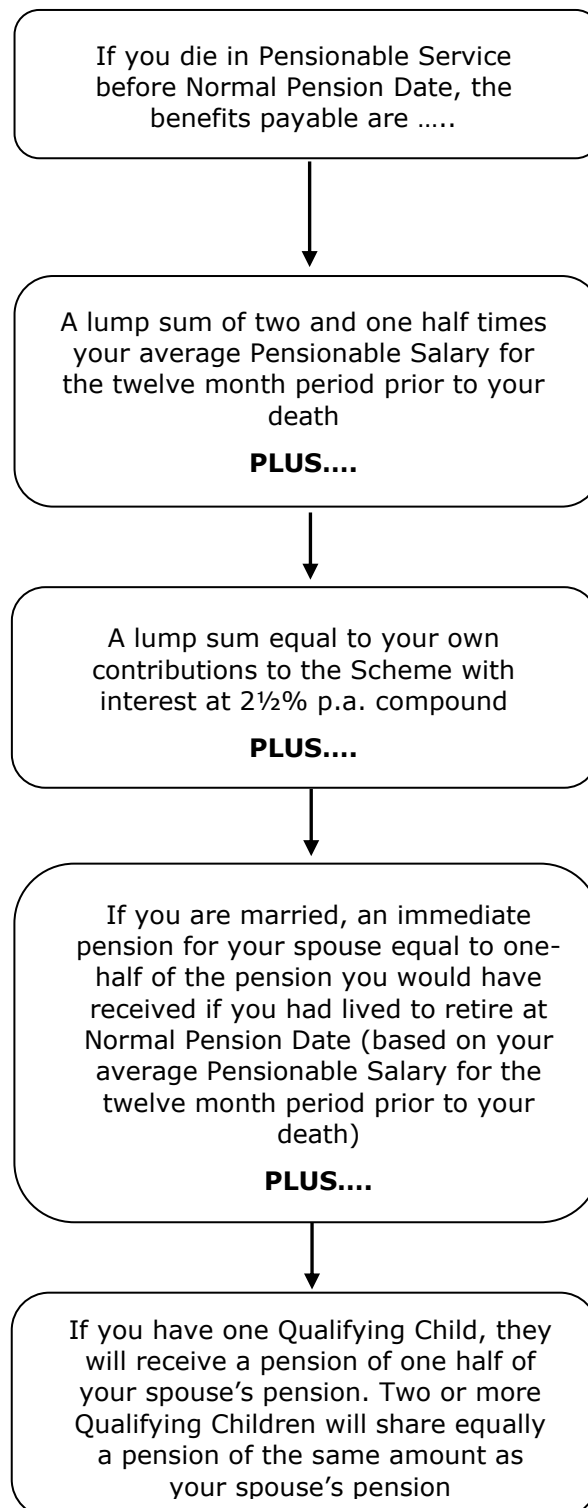 If you die in Pensionable Service
before Normal Pension Date, the
benefits payable are …..
A lump sum of two and one half times
your average Pensionable Salary for
the twelve month period prior to your
death
PLUS….
A lump sum equal to your own
contributions to the Scheme with
interest at 2½% p.a. compound
PLUS….
If you are married, an immediate
pension for your spouse equal to one-
half of the pension you would have
received if you had lived to retire at
Normal Pension Date (based on your
average Pensionable Salary for the
twelve month period prior to your
death)
PLUS….
If you have one Qualifying Child, they
will receive a pension of one half of
your spouse’s pension. Two or more
Qualifying Children will share equally
a pension of the same amount as
your spouse’s pension